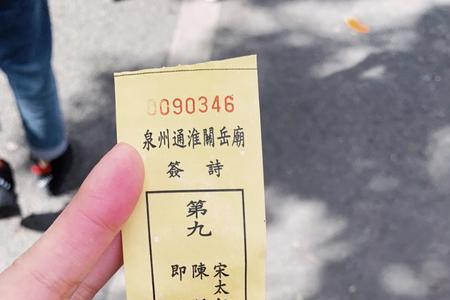 0090346
泉州通淮關岳廟
簽詩
第九
宋太
陳
即